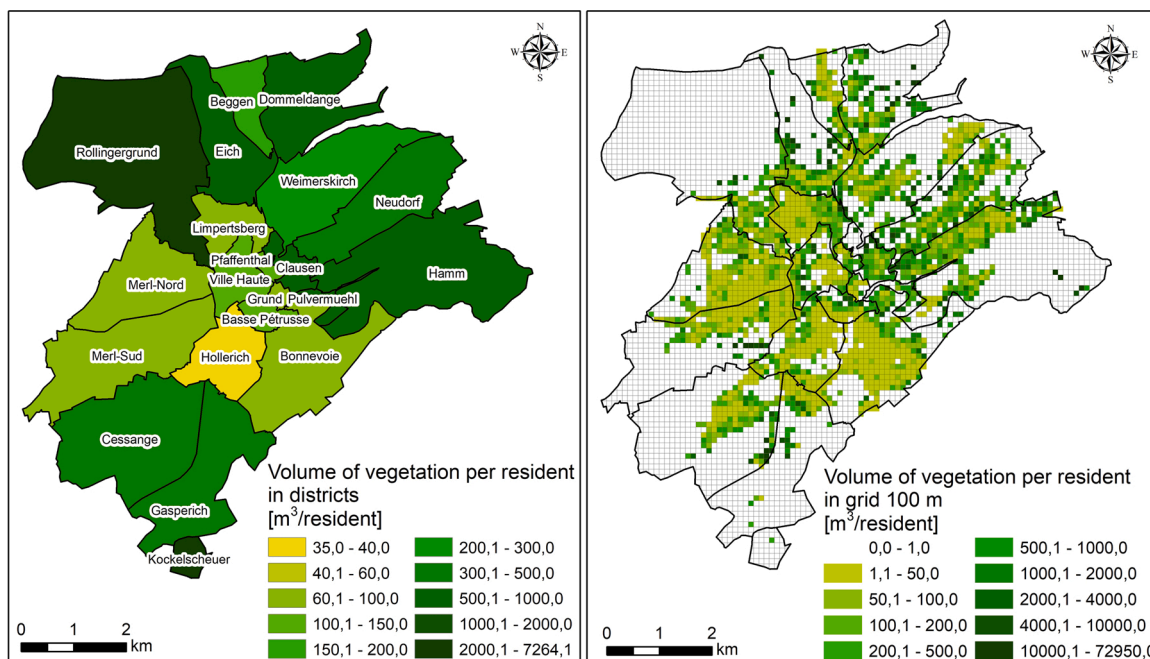 N
W E
S
Beggen
Dommeldange
Rollingergrund
Eich
Weimerskirch
Neudorf
Limpertsberg
Pfaffenthal
Clausen
Hamm
Merl-Nord
Ville Haute
Grund
Pulvermuehl
Basse Pétrusse
Merl-Sud
Hollerich
Bonnevoie
Cessange
Gasperich
Kockelscheuer
Volume of vegetation per resident
in districts
[m³/resident]
35,0 - 40,0
40,1 - 60,0
60,1 - 100,0
100,1 - 150,0
150,1 - 200,0
200,1 - 300,0
300,1 - 500,0
500,1 - 1000,0
1000,1 - 2000,0
2000,1 - 7264,1
0 1 2
km
N
W E
S
Volume of vegetation per resident
in grid 100 m
[m³/resident]
0,0 - 1,0
1,1 - 50,0
50,1 - 100,0
100,1 - 200,0
200,1 - 500,0
500,1 - 1000,0
1000,1 - 2000,0
2000,1 - 4000,0
4000,1 - 10000,0
10000,1 - 72950,0
0 1 2
km